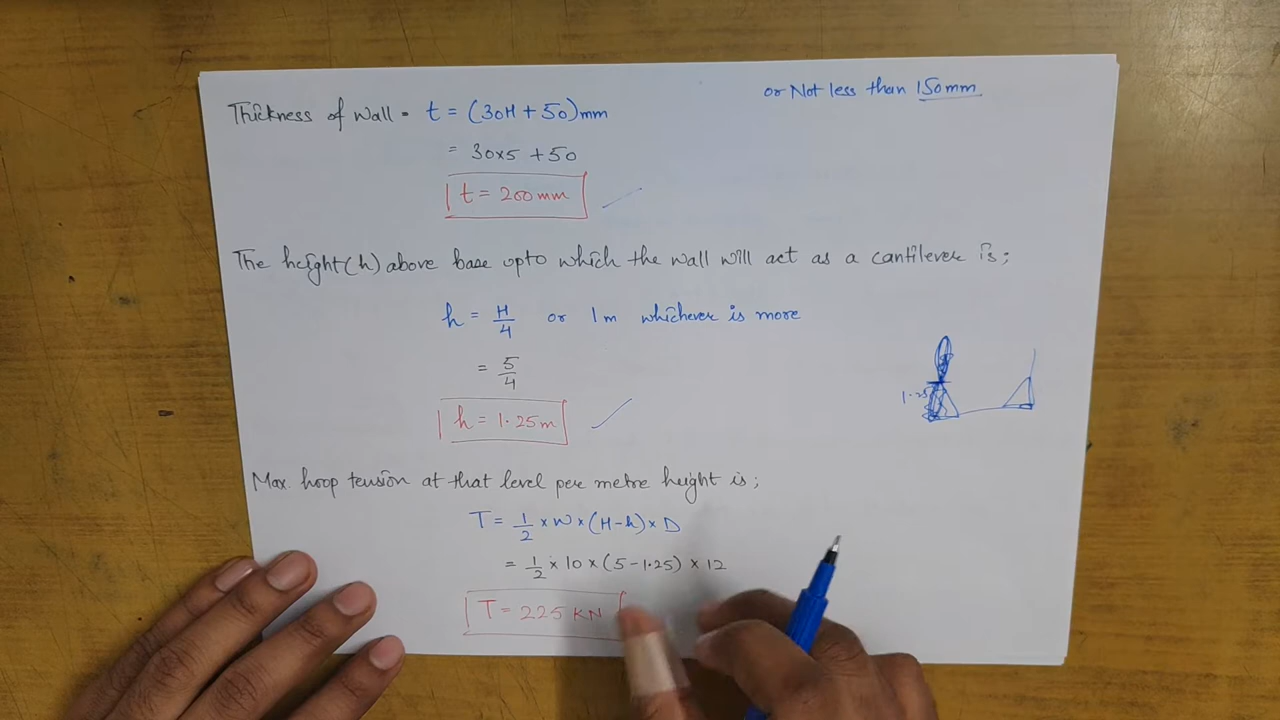 or Not less than 150mm
Thickness of wall = t = (30H + 50)mm
= 30x5 + 50
t = 200mm
The height(h) above base upto which the wall will act as a cantilever is;
h = H/4 or 1m whichever is more
= 5/4
h = 1.25m
1.25
Max. hoop tension at that level per metre height is;
T = 1/2 × W × (H-h) × D
= 1/2 × 10 × (5-1.25) × 12
T = 225 KN